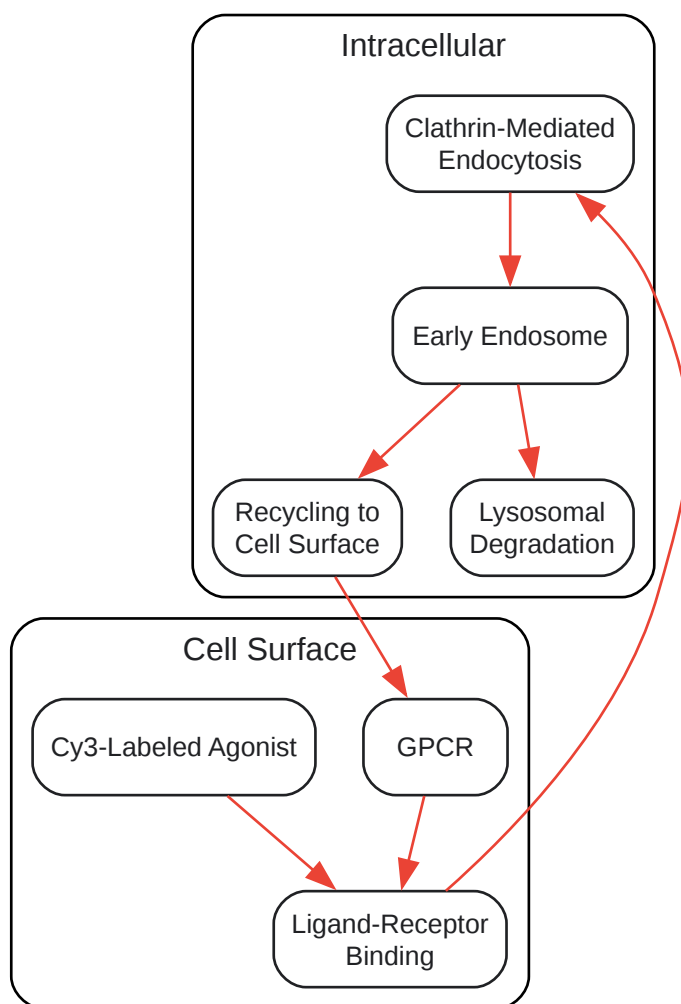 Intracellular
Clathrin-Mediated
Endocytosis
Early Endosome
Recycling to
Cell Surface
Lysosomal
Degradation
Cell Surface
Cy3-Labeled Agonist
GPCR
Ligand-Receptor
Binding